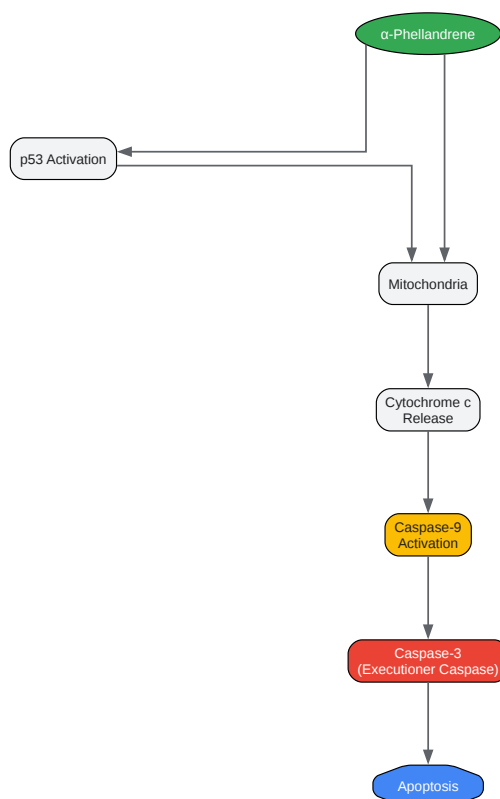 α-Phellandrene
p53 Activation
Mitochondria
Cytochrome c
Release
Caspase-9
Activation
Caspase-3
(Executioner Caspase)
Apoptosis